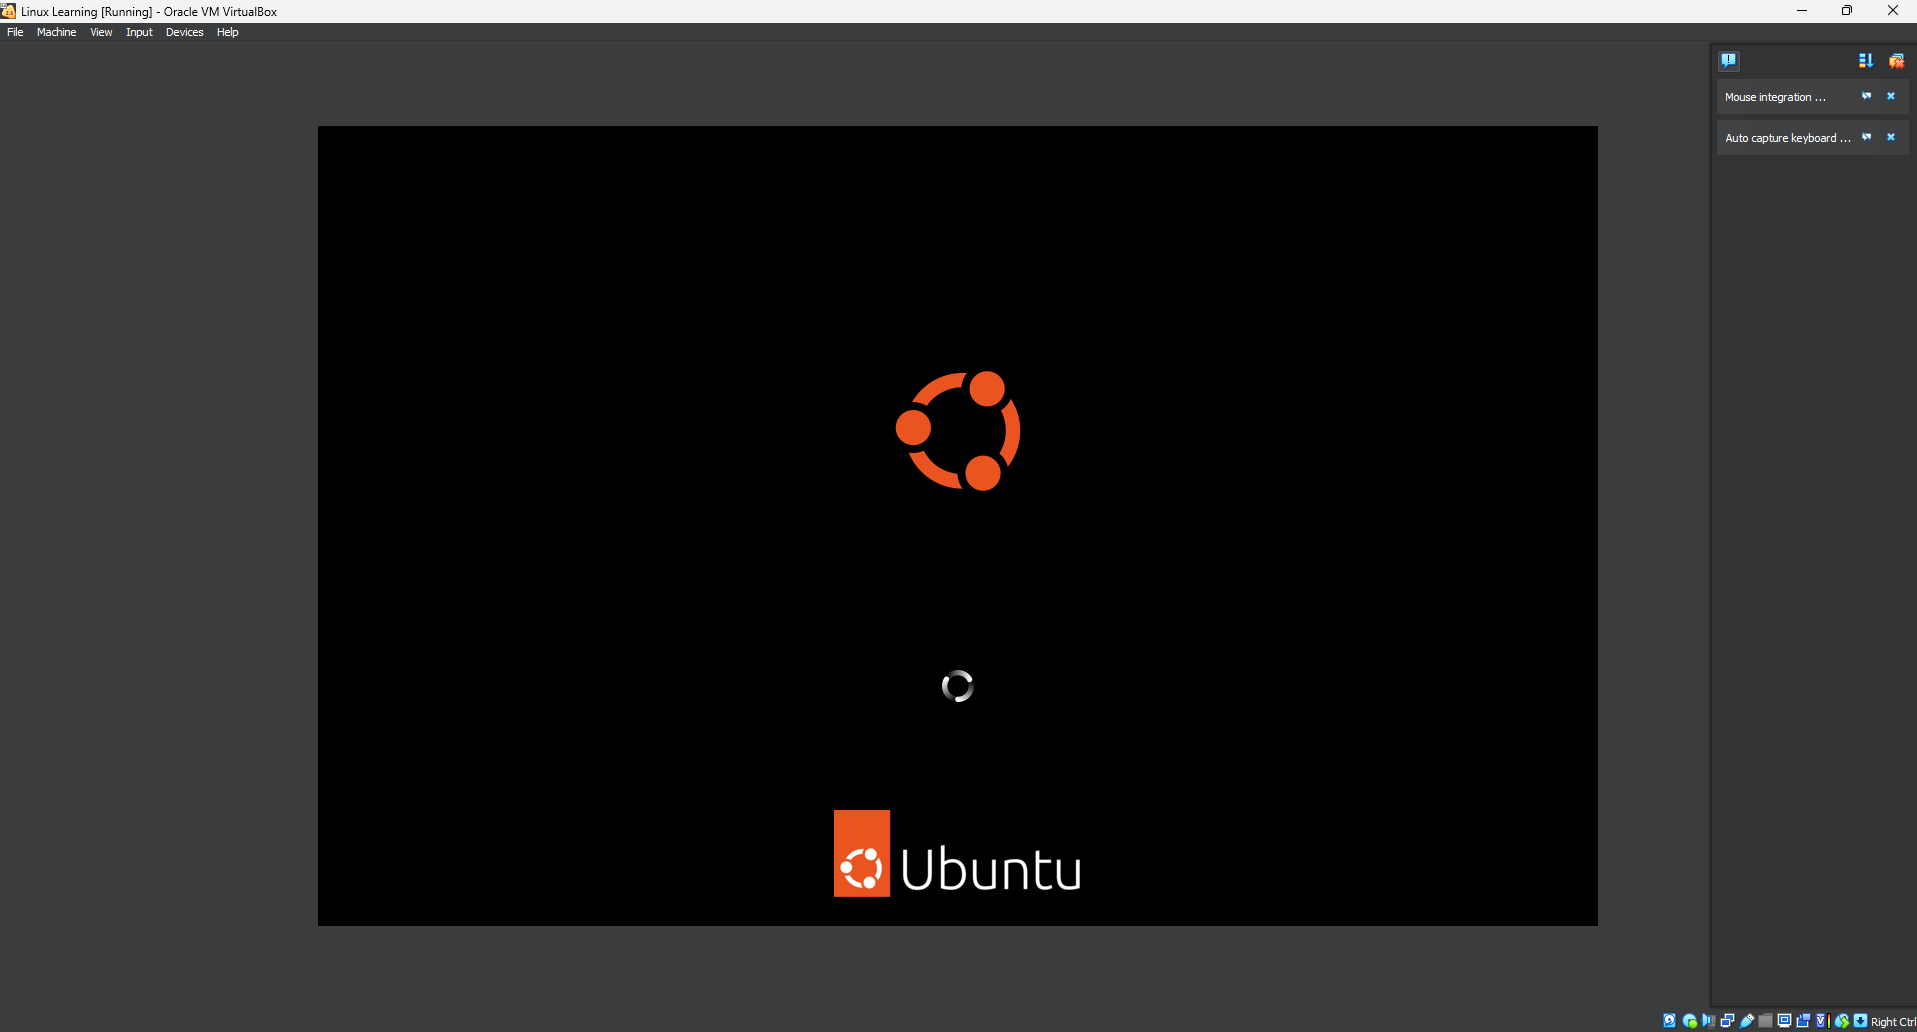 Linux Learning [Running] - Oracle VM VirtualBox
File Machine View Input Devices Help
Mouse integration ...
Auto capture keyboard ...
Ubuntu
Right Ctrl